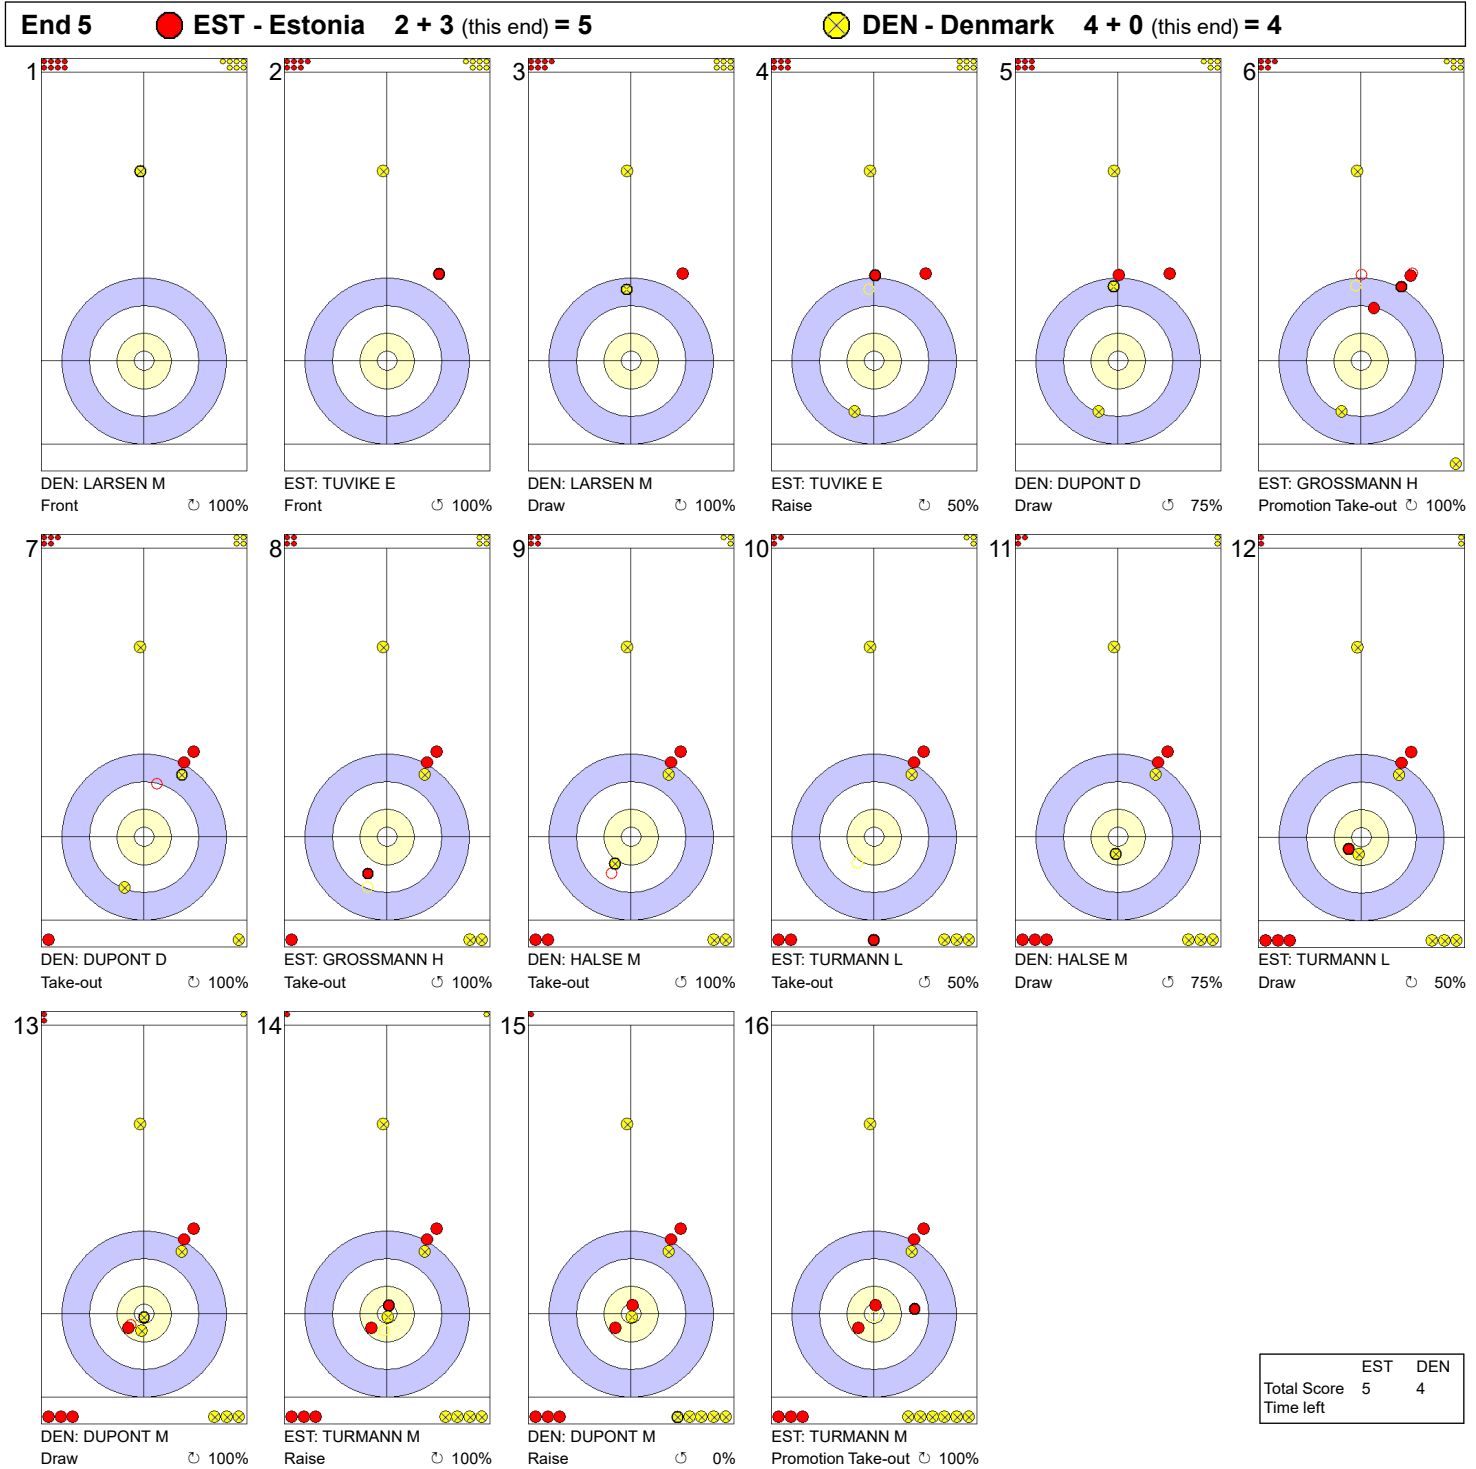 End 5 EST - Estonia 2 + 3 (this end) = 5 DEN - Denmark 4 + 0 (this end) = 4
1 2 3 4 5 6
DEN: LARSEN M EST: TUVIKE E DEN: LARSEN M EST: TUVIKE E DEN: DUPONT D EST: GROSSMANN H
Front ↻ 100% Front ↺ 100% Draw ↻ 100% Raise ↻ 50% Draw ↺ 75% Promotion Take-out ↻ 100%
7 8 9 10 11 12
DEN: DUPONT D EST: GROSSMANN H DEN: HALSE M EST: TURMANN L DEN: HALSE M EST: TURMANN L
Take-out ↻ 100% Take-out ↻ 100% Take-out ↺ 100% Take-out ↺ 50% Draw ↺ 75% Draw ↻ 50%
13 14 15 16
DEN: DUPONT M EST: TURMANN M DEN: DUPONT M EST: TURMANN M
Draw ↻ 100% Raise ↻ 100% Raise ↺ 0% Promotion Take-out ↻ 100%
EST DEN
Total Score 5 4
Time left